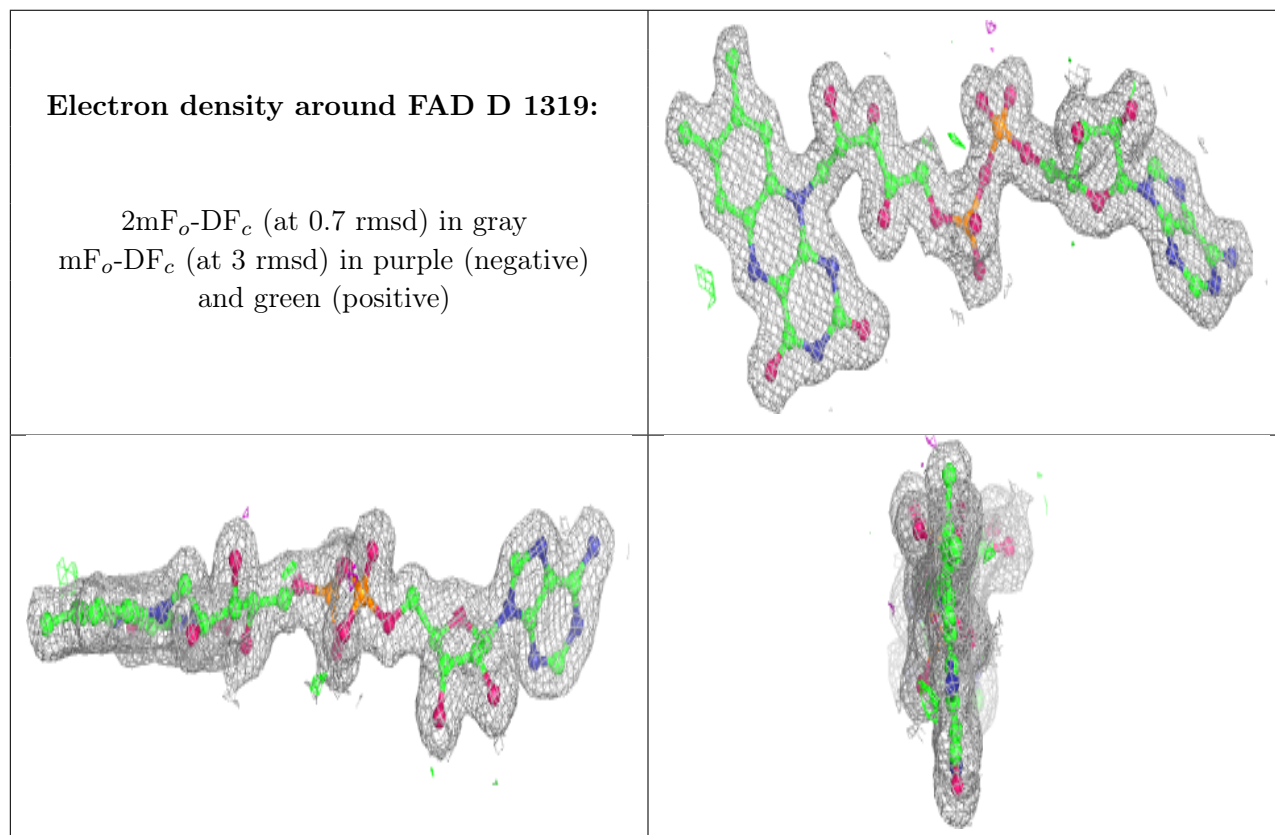 Electron density around FAD D 1319:
2mFo-DFc (at 0.7 rmsd) in gray
mFo-DFc (at 3 rmsd) in purple (negative)
and green (positive)